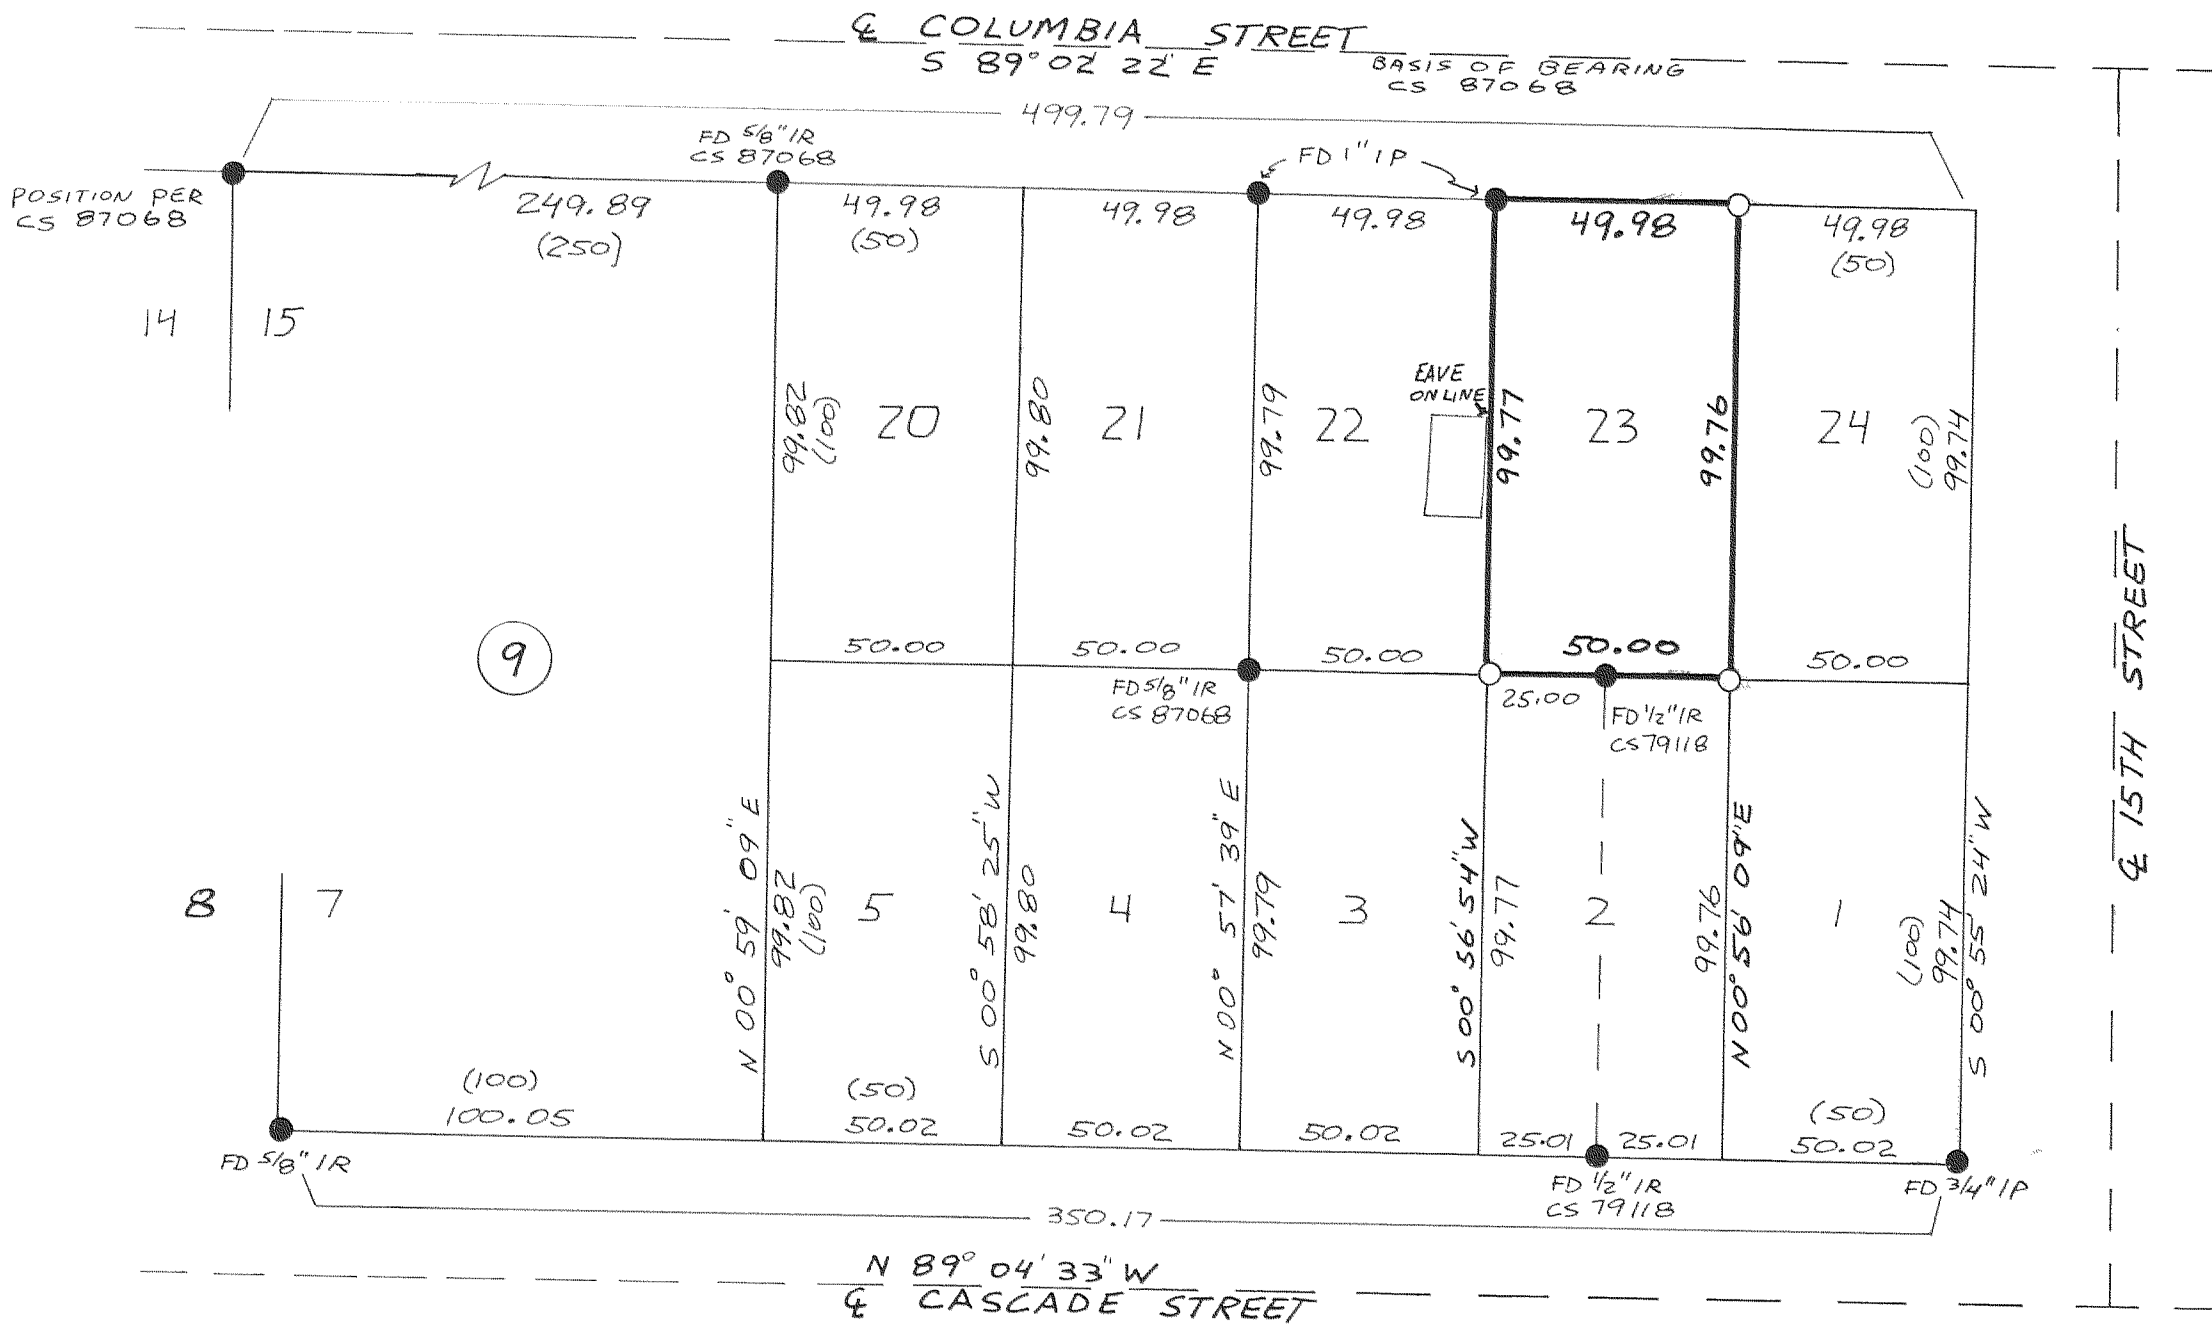 ℄ COLUMBIA STREET
S 89° 02' 22" E
BASIS OF BEARING
CS 87068
499.79
FD 5/8" IR
CS 87068
FD 1" IP
POSITION PER
CS 87068
249.89
(250)
49.98
(50)
49.98
49.98
49.98
49.98
(50)
14
15
99.82
(100)
20
99.80
21
99.79
22
EAVE
ON LINE
99.77
23
99.76
24
(100)
99.74
9
50.00
50.00
50.00
50.00
50.00
FD 5/8" IR
CS 87068
25.00
FD 1/2" IR
CS 79118
℄ 15TH STREET
8
7
N 00° 59' 09" E
99.82
(100)
5
S 00° 58' 25" W
99.80
4
N 00° 57' 39" E
99.79
3
S 00° 56' 54" W
99.77
2
99.76
N 00° 56' 09" E
1
(100)
99.74
S 00° 55' 24" W
(100)
100.05
(50)
50.02
50.02
50.02
25.01
25.01
(50)
50.02
FD 5/8" IR
FD 1/2" IR
CS 79118
FD 3/4" IP
350.17
N 89° 04' 33" W
℄ CASCADE STREET